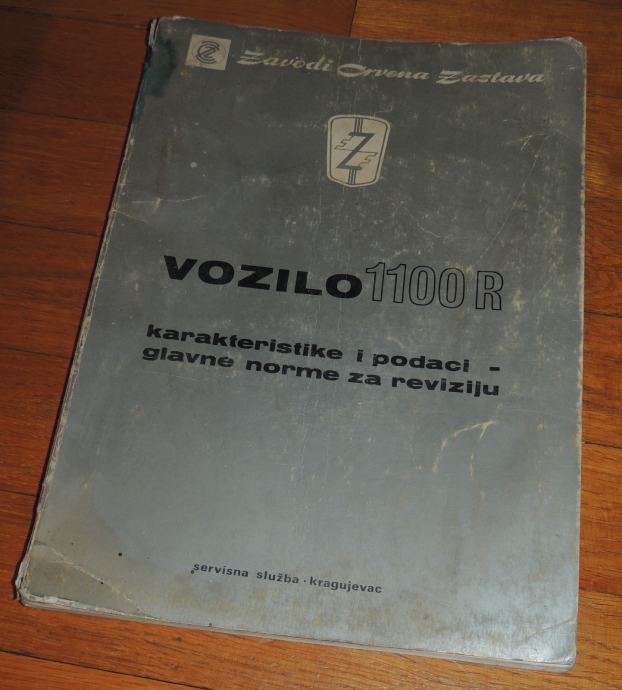 Zavodi Crvena Zastava
VOZILO 1100 R
karakteristike i podaci -
glavne norme za reviziju
servisna služba · kragujevac